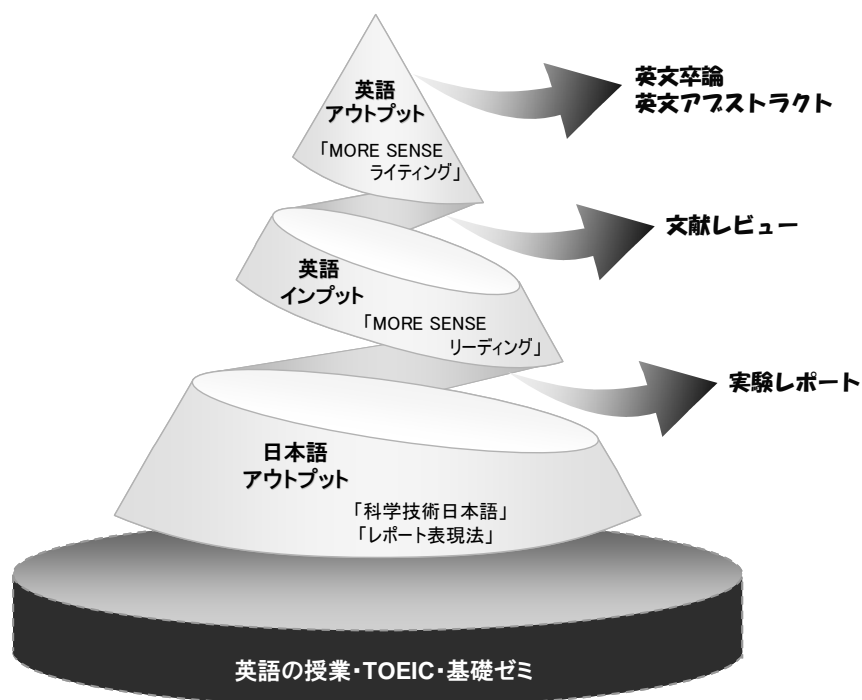 英語
アウトプット
「MORE SENSE
ライティング」
英文卒論
英文アブストラクト
英語
インプット
「MORE SENSE
リーディング」
文献レビュー
日本語
アウトプット
「科学技術日本語」
「レポート表現法」
実験レポート
英語の授業・TOEIC・基礎ゼミ